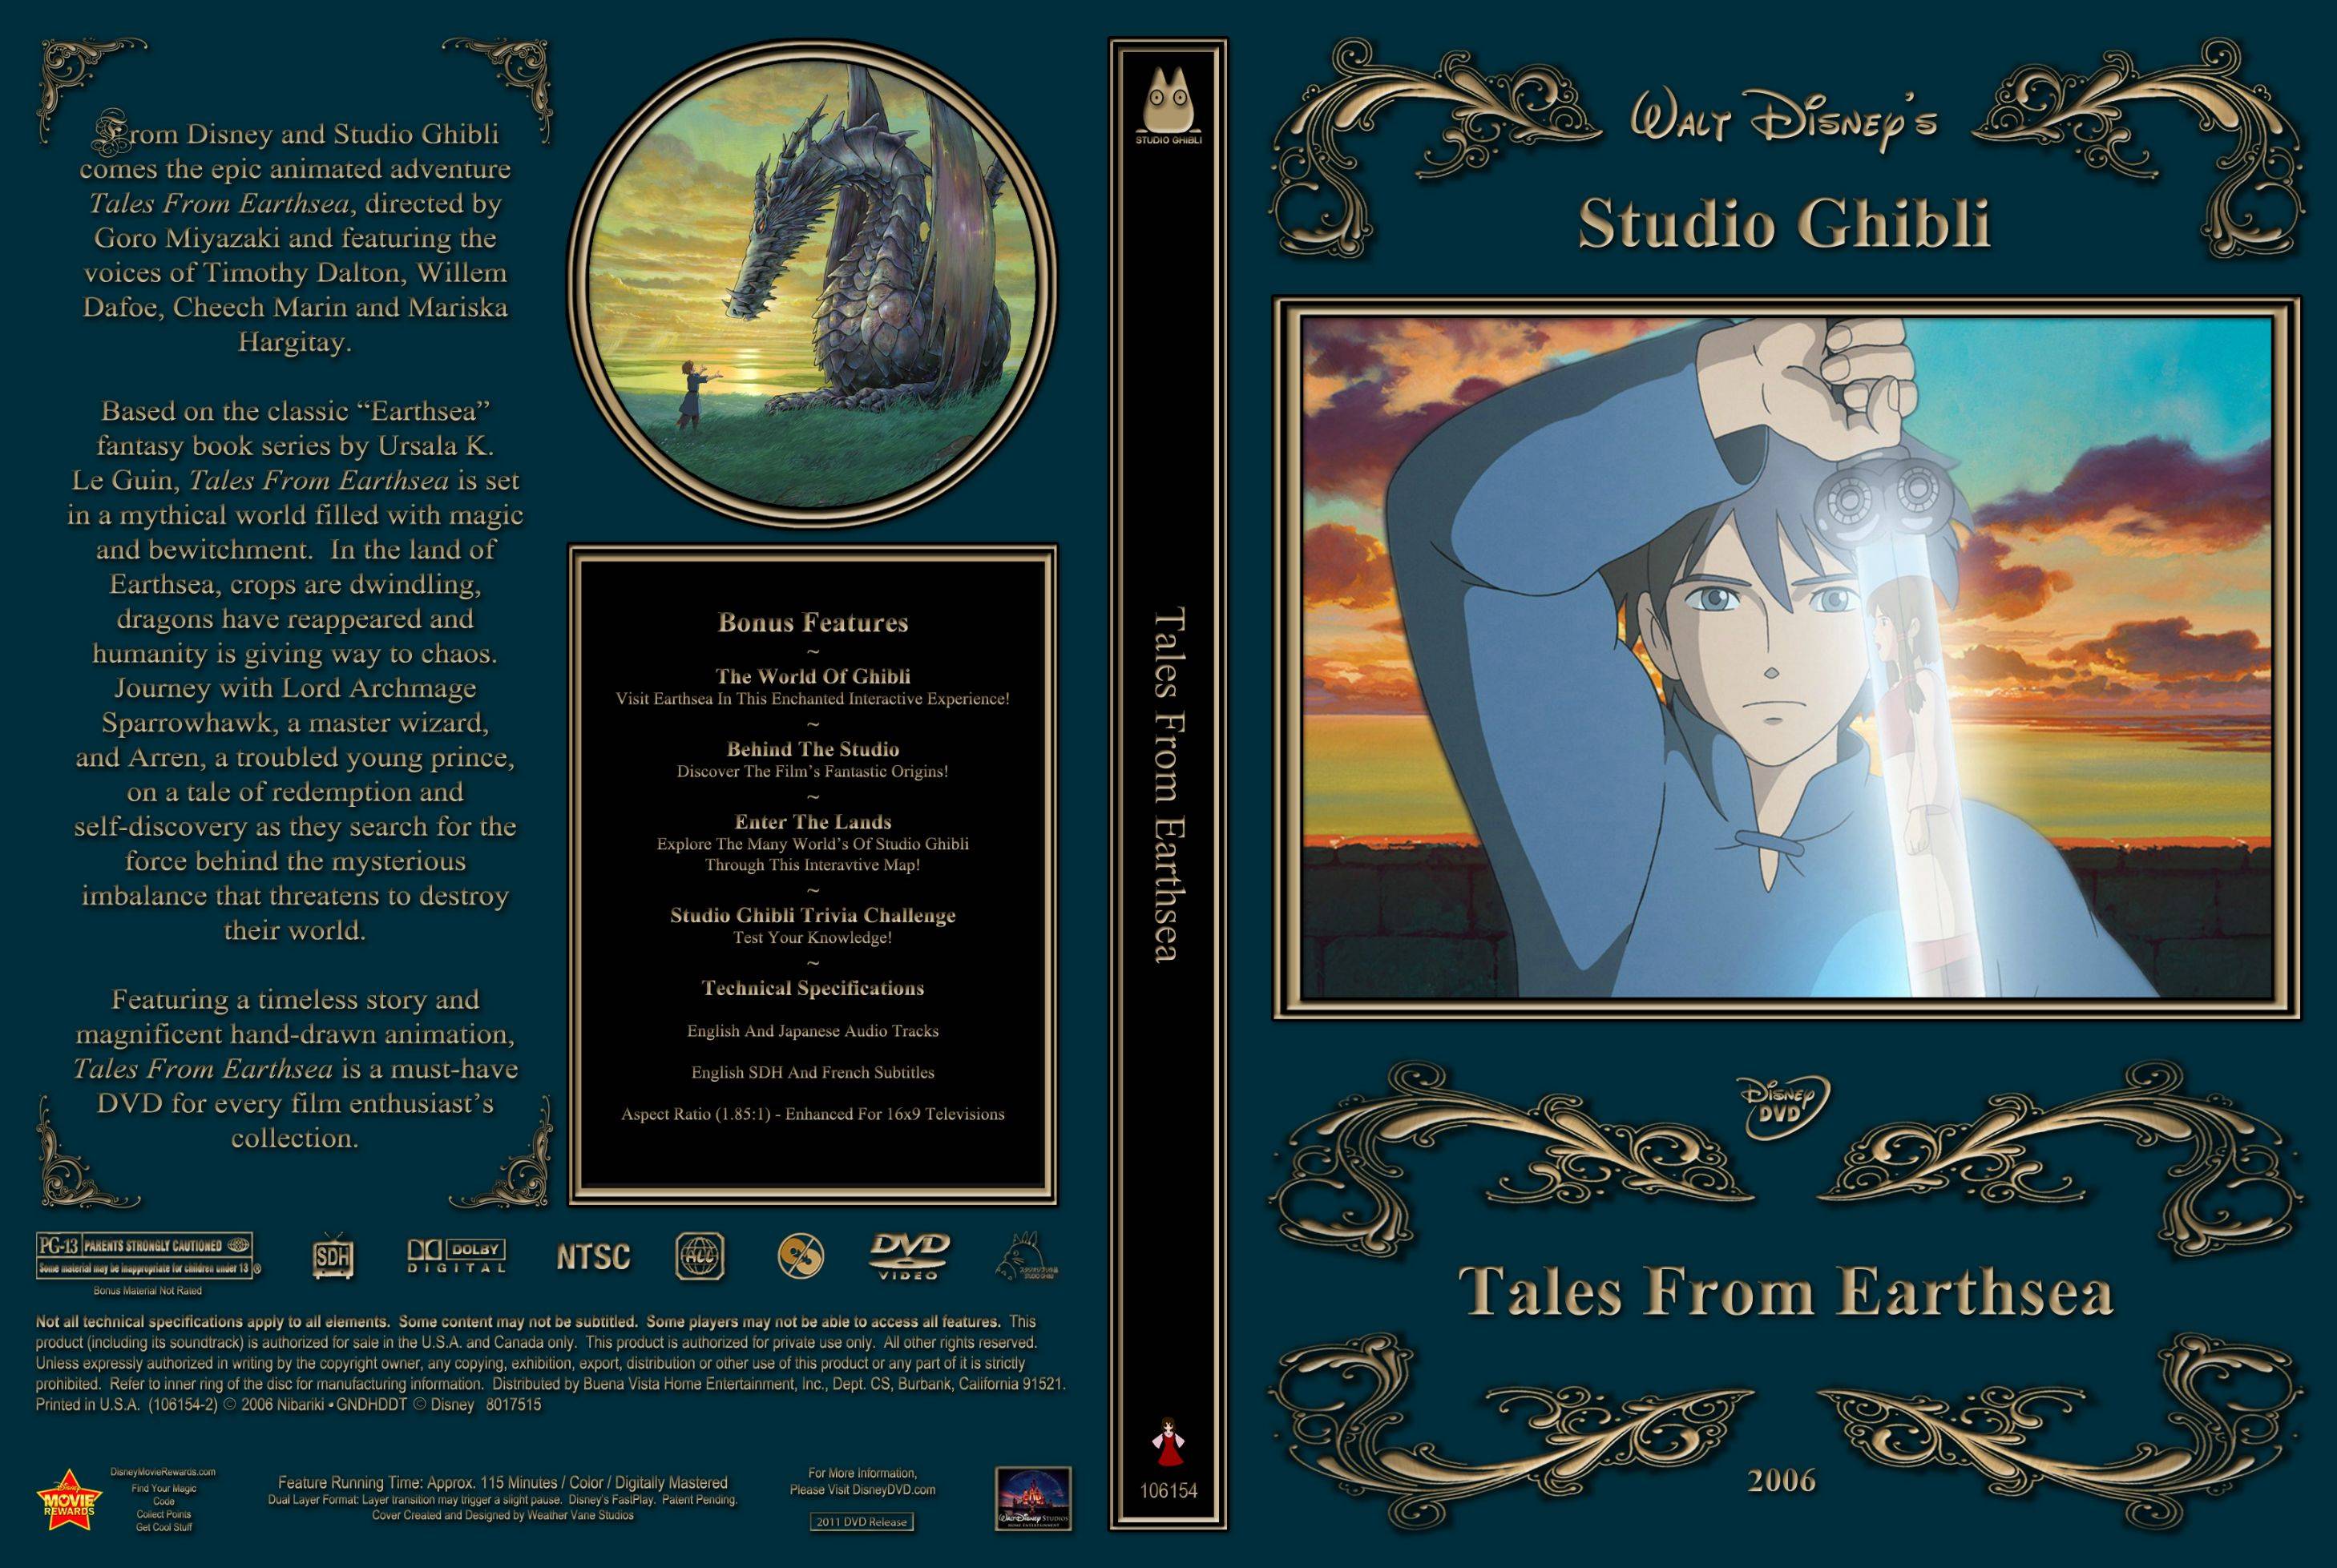 From Disney and Studio Ghibli
comes the epic animated adventure
Tales From Earthsea, directed by
Goro Miyazaki and featuring the
voices of Timothy Dalton, Willem
Dafoe, Cheech Marin and Mariska
Hargitay.
Based on the classic “Earthsea”
fantasy book series by Ursala K.
Le Guin, Tales From Earthsea is set
in a mythical world filled with magic
and bewitchment.  In the land of
Earthsea, crops are dwindling,
dragons have reappeared and
humanity is giving way to chaos.
Journey with Lord Archmage
Sparrowhawk, a master wizard,
and Arren, a troubled young prince,
on a tale of redemption and
self-discovery as they search for the
force behind the mysterious
imbalance that threatens to destroy
their world.
Featuring a timeless story and
magnificent hand-drawn animation,
Tales From Earthsea is a must-have
DVD for every film enthusiast’s
collection.
Bonus Features
~
The World Of Ghibli
Visit Earthsea In This Enchanted Interactive Experience!
~
Behind The Studio
Discover The Film’s Fantastic Origins!
~
Enter The Lands
Explore The Many World’s Of Studio Ghibli
Through This Interavtive Map!
~
Studio Ghibli Trivia Challenge
Test Your Knowledge!
~
Technical Specifications
English And Japanese Audio Tracks
English SDH And French Subtitles
Aspect Ratio (1.85:1) - Enhanced For 16x9 Televisions
PG-13 PARENTS STRONGLY CAUTIONED
Some material may be inappropriate for children under 13 ®
Bonus Material Not Rated
SDH
DOLBY
DIGITAL
NTSC
ALL
DVD
VIDEO
Not all technical specifications apply to all elements.  Some content may not be subtitled.  Some players may not be able to access all features.  This
product (including its soundtrack) is authorized for sale in the U.S.A. and Canada only.  This product is authorized for private use only.  All other rights reserved.
Unless expressly authorized in writing by the copyright owner, any copying, exhibition, export, distribution or other use of this product or any part of it is strictly
prohibited.  Refer to inner ring of the disc for manufacturing information.  Distributed by Buena Vista Home Entertainment, Inc., Dept. CS, Burbank, California 91521.
Printed in U.S.A.  (106154-2) © 2006 Nibariki • GNDHDDT © Disney   8017515
Disney
MOVIE
REWARDS
DisneyMovieRewards.com
Find Your Magic
Code
Collect Points
Get Cool Stuff
Feature Running Time: Approx. 115 Minutes / Color / Digitally Mastered
Dual Layer Format: Layer transition may trigger a slight pause.  Disney's FastPlay.  Patent Pending.
Cover Created and Designed by Weather Vane Studios
For More Information,
Please Visit DisneyDVD.com
2011 DVD Release
WALT DISNEY STUDIOS
HOME ENTERTAINMENT
STUDIO GHIBLI
Tales From Earthsea
106154
WALT DISNEY'S
Studio Ghibli
DISNEY
DVD
Tales From Earthsea
2006